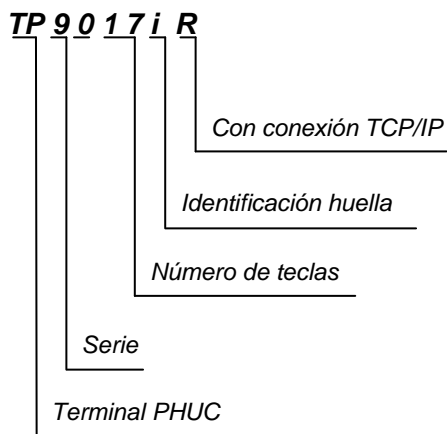 TP 9 0 1 7 i R
Con conexión TCP/IP
Identificación huella
Número de teclas
Serie
Terminal PHUC